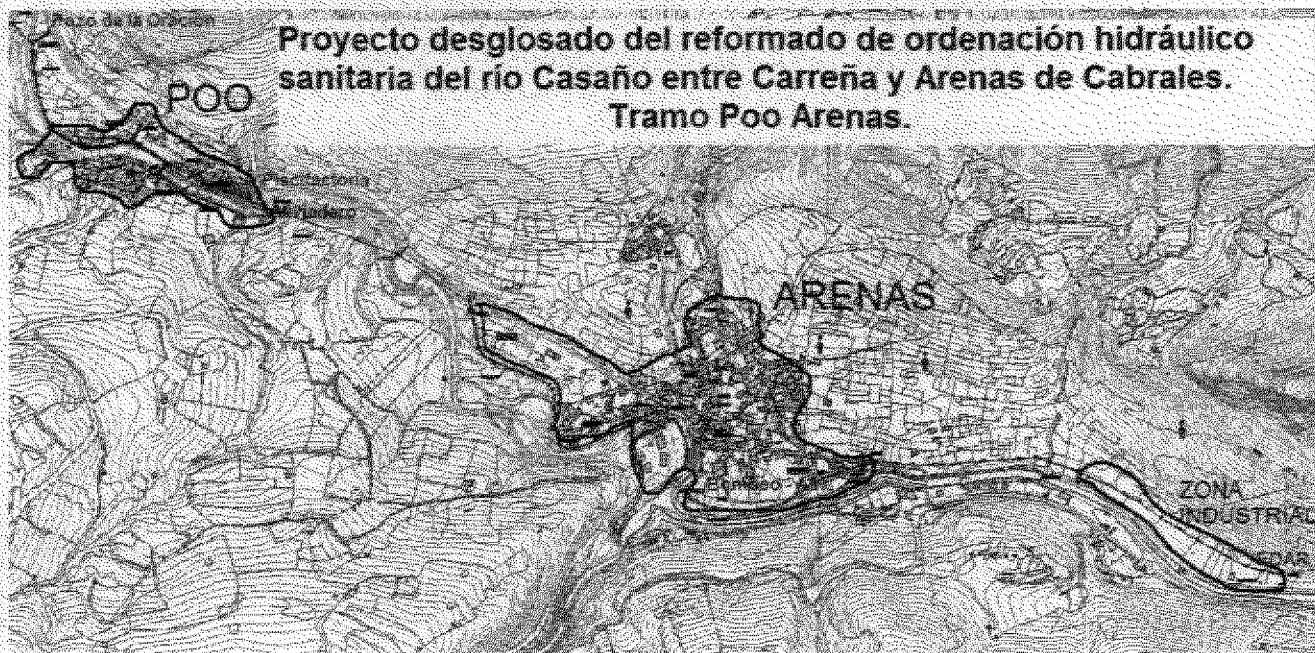 Pozo de la Oración
Proyecto desglosado del reformado de ordenación hidráulico
sanitaria del río Casaño entre Carreña y Arenas de Cabrales.
Tramo Poo Arenas.
POO
Piscifactoria
ARENAS
ZONA
INDUSTRIAL
EDAR